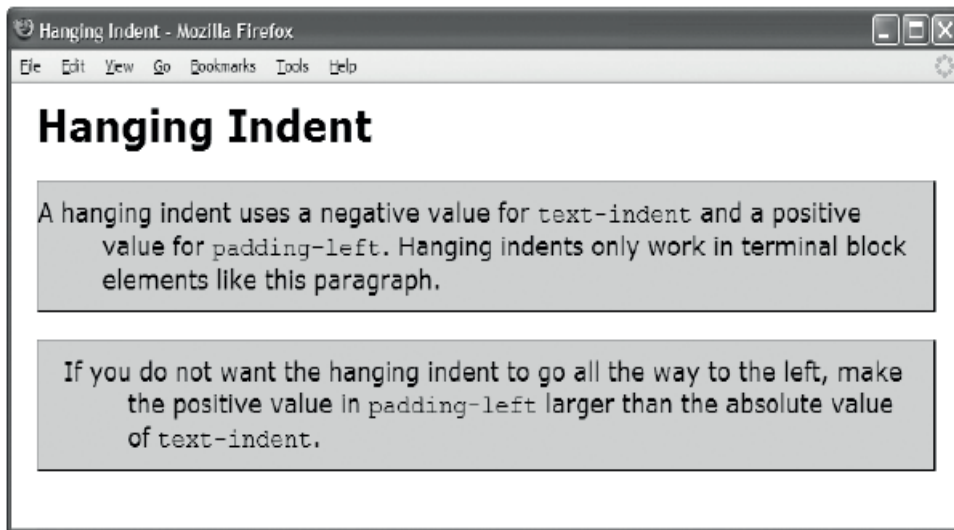 Hanging Indent - Mozilla Firefox
File Edit View Go Bookmarks Tools Help
Hanging Indent
A hanging indent uses a negative value for text-indent and a positive
value for padding-left. Hanging indents only work in terminal block
elements like this paragraph.
If you do not want the hanging indent to go all the way to the left, make
the positive value in padding-left larger than the absolute value
of text-indent.